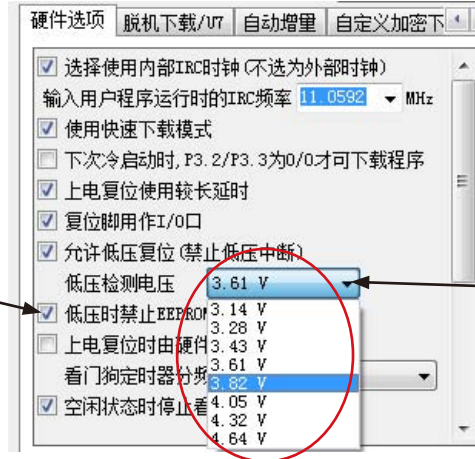 硬件选项 脱机下载/U7 自动增量 自定义加密下
选择使用内部IRC时钟(不选为外部时钟)
输入用户程序运行时的IRC频率 11.0592 MHz
使用快速下载模式
下次冷启动时,P3.2/P3.3为0/0才可下载程序
上电复位使用较长延时
复位脚用作I/O口
允许低压复位(禁止低压中断)
低压检测电压 3.61 V
低压时禁止EEPROM
3.14 V
3.28 V
上电复位时由硬件
3.43 V
3.61 V
看门狗定时器分频
3.82 V
空闲状态时停止看
4.05 V
4.32 V
4.64 V